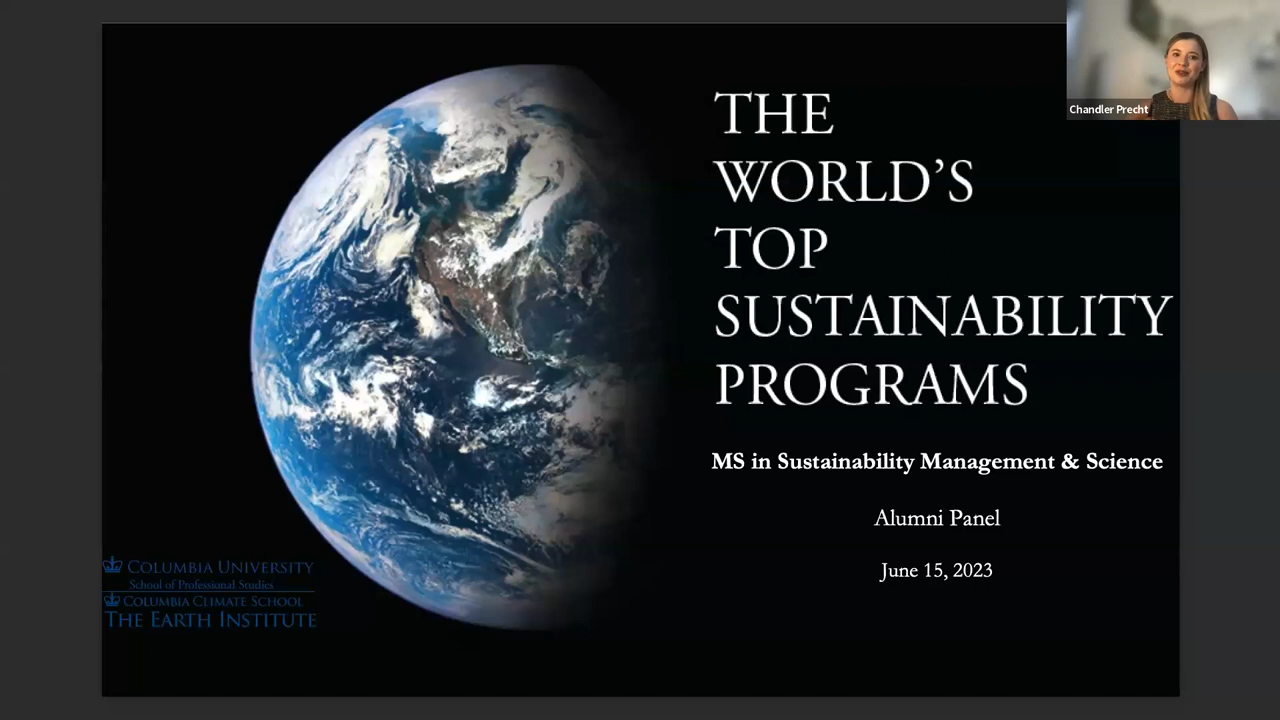 THE
WORLD'S
TOP
SUSTAINABILITY
PROGRAMS
MS in Sustainability Management & Science
Alumni Panel
June 15, 2023
COLUMBIA UNIVERSITY
School of Professional Studies
COLUMBIA CLIMATE SCHOOL
THE EARTH INSTITUTE
Chandler Precht